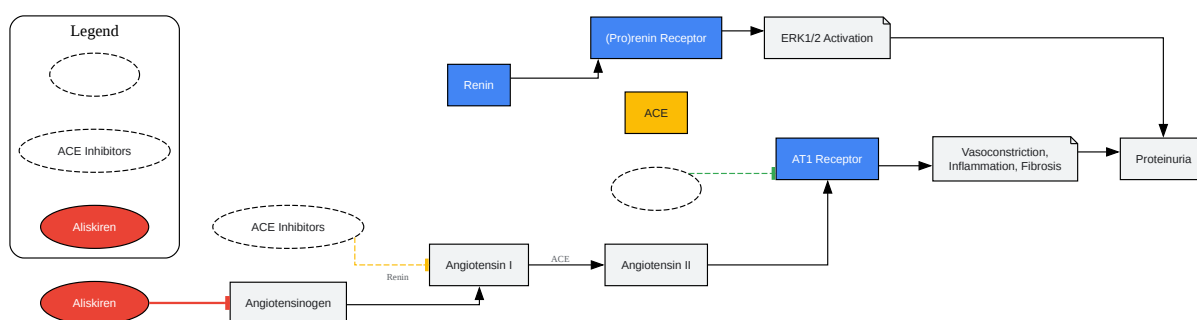 Legend
ACE Inhibitors
Aliskiren
(Pro)renin Receptor
ERK1/2 Activation
Renin
ACE
AT1 Receptor
Vasoconstriction,
Inflammation, Fibrosis
Proteinuria
ACE Inhibitors
Renin
Angiotensin I
ACE
Angiotensin II
Aliskiren
Angiotensinogen